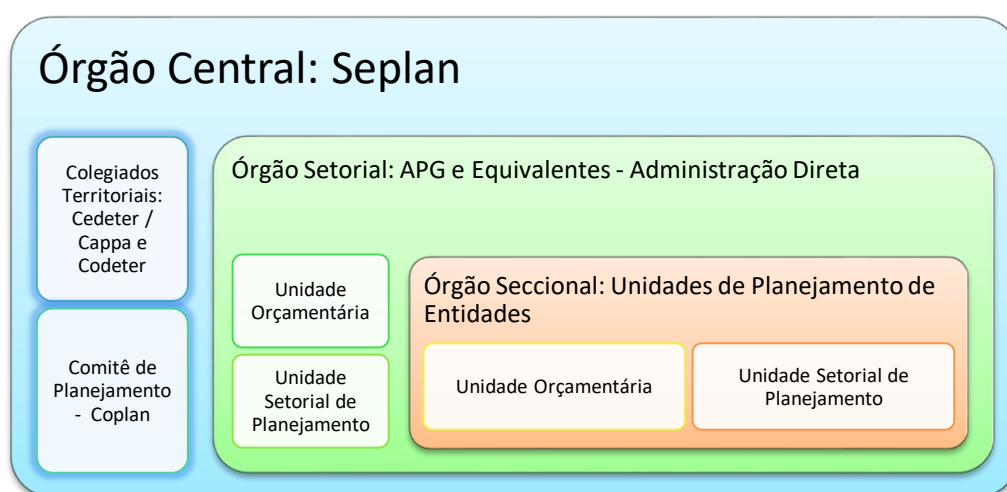 Órgão Central: Seplan
Colegiados
Territoriais:
Cedeter /
Cappa e
Codeter
Comitê de
Planejamento
- Coplan
Órgão Setorial: APG e Equivalentes - Administração Direta
Unidade
Orçamentária
Unidade
Setorial de
Planejamento
Órgão Seccional: Unidades de Planejamento de
Entidades
Unidade Orçamentária
Unidade Setorial de
Planejamento